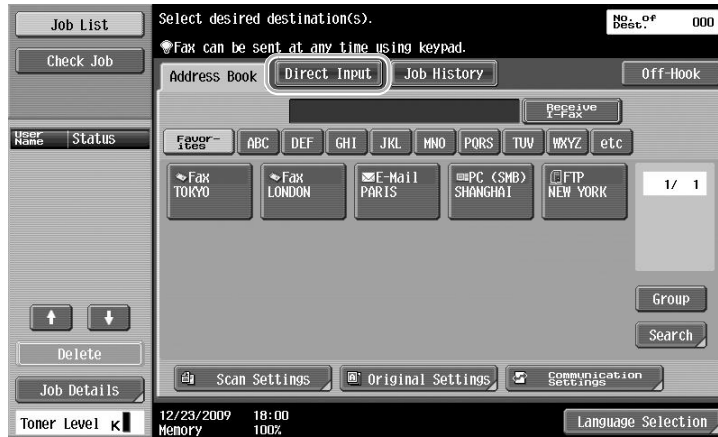 Job List
Check Job
User Name
Status
Delete
Job Details
Toner Level K
Select desired destination(s).
Fax can be sent at any time using keypad.
No. of Dest. 000
Address Book
Direct Input
Job History
Off-Hook
Receive I-Fax
Favor-ites
ABC
DEF
GHI
JKL
MNO
PQRS
TUV
WXYZ
etc
Fax
TOKYO
Fax
LONDON
E-Mail
PARIS
PC (SMB)
SHANGHAI
FTP
NEW YORK
1/ 1
Group
Search
Scan Settings
Original Settings
Communication Settings
12/23/2009 18:00
Memory 100%
Language Selection